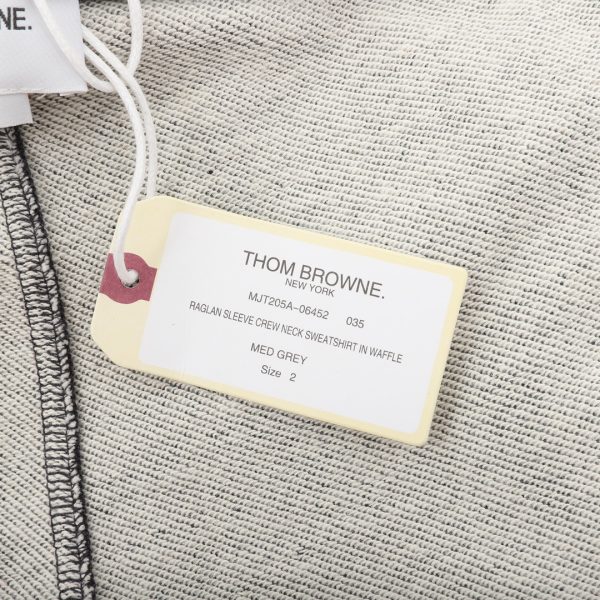 NE.
THOM BROWNE.
NEW YORK
MJT205A-06452 035
RAGLAN SLEEVE CREW NECK SWEATSHIRT IN WAFFLE
MED GREY
Size 2